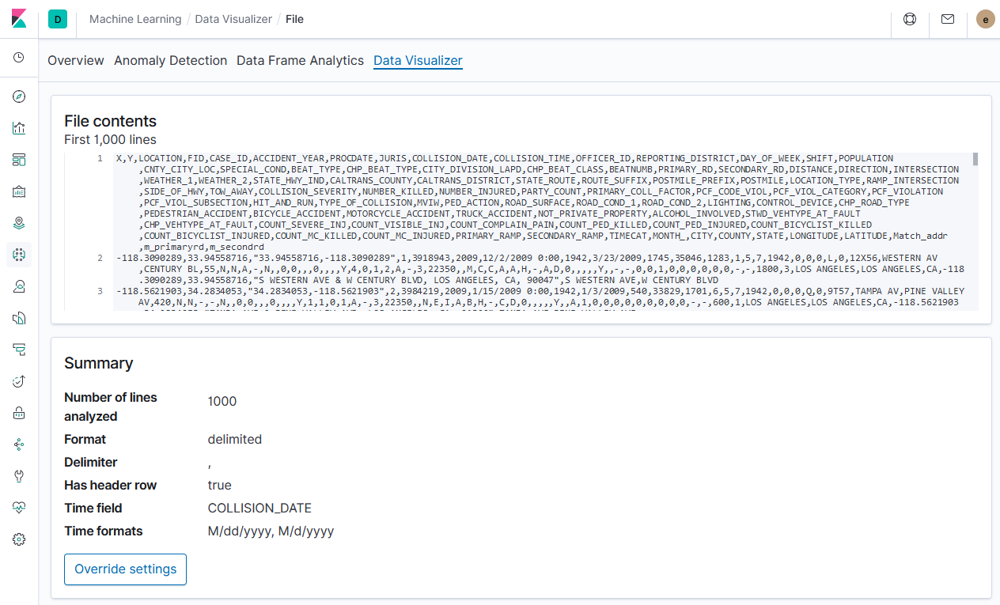 D Machine Learning / Data Visualizer / File e
Overview Anomaly Detection Data Frame Analytics Data Visualizer
File contents
First 1,000 lines
1 X,Y,LOCATION,FID,CASE_ID,ACCIDENT_YEAR,PROCDATE,JURIS,COLLISION_DATE,COLLISION_TIME,OFFICER_ID,REPORTING_DISTRICT,DAY_OF_WEEK,SHIFT,POPULATION
,CNTY_CITY_LOC,SPECIAL_COND,BEAT_TYPE,CHP_BEAT_TYPE,CITY_DIVISION_LAPD,CHP_BEAT_CLASS,BEATNUMB,PRIMARY_RD,SECONDARY_RD,DISTANCE,DIRECTION,INTERSECTION
,WEATHER_1,WEATHER_2,STATE_HWY_IND,CALTRANS_COUNTY,CALTRANS_DISTRICT,STATE_ROUTE,ROUTE_SUFFIX,POSTMILE_PREFIX,POSTMILE,LOCATION_TYPE,RAMP_INTERSECTION
,SIDE_OF_HWY,TOW_AWAY,COLLISION_SEVERITY,NUMBER_KILLED,NUMBER_INJURED,PARTY_COUNT,PRIMARY_COLL_FACTOR,PCF_CODE_VIOL,PCF_VIOL_CATEGORY,PCF_VIOLATION
,PCF_VIOL_SUBSECTION,HIT_AND_RUN,TYPE_OF_COLLISION,MVIW,PED_ACTION,ROAD_SURFACE,ROAD_COND_1,ROAD_COND_2,LIGHTING,CONTROL_DEVICE,CHP_ROAD_TYPE
,PEDESTRIAN_ACCIDENT,BICYCLE_ACCIDENT,MOTORCYCLE_ACCIDENT,TRUCK_ACCIDENT,NOT_PRIVATE_PROPERTY,ALCOHOL_INVOLVED,STWD_VEHTYPE_AT_FAULT
,CHP_VEHTYPE_AT_FAULT,COUNT_SEVERE_INJ,COUNT_VISIBLE_INJ,COUNT_COMPLAIN_PAIN,COUNT_PED_KILLED,COUNT_PED_INJURED,COUNT_BICYCLIST_KILLED
,COUNT_BICYCLIST_INJURED,COUNT_MC_KILLED,COUNT_MC_INJURED,PRIMARY_RAMP,SECONDARY_RAMP,TIMECAT,MONTH_,CITY,COUNTY,STATE,LONGITUDE,LATITUDE,Match_addr
,m_primaryrd,m_secondrd
2 -118.3090289,33.94558716,"33.94558716,-118.3090289",1,3918943,2009,12/2/2009 0:00,1942,3/23/2009,1745,35046,1283,1,5,7,1942,0,0,0,L,0,12X56,WESTERN AV
,CENTURY BL,55,N,N,A,-,N,,0,0,,,0,,,,Y,4,0,1,2,A,-,3,22350,,M,C,C,A,A,H,-,A,D,0,,,,,Y,,-,-,0,0,1,0,0,0,0,0,0,-,-,1800,3,LOS ANGELES,LOS ANGELES,CA,-118
.3090289,33.94558716,"S WESTERN AVE & W CENTURY BLVD, LOS ANGELES, CA, 90047",S WESTERN AVE,W CENTURY BLVD
3 -118.5621903,34.2834053,"34.2834053,-118.5621903",2,3984219,2009,1/15/2009 0:00,1942,1/3/2009,540,33829,1701,6,5,7,1942,0,0,0,Q,0,9T57,TAMPA AV,PINE VALLEY
AV,420,N,N,-,-,N,,0,0,,,0,,,,Y,1,1,0,1,A,-,3,22350,,N,E,I,A,B,H,-,C,D,0,,,,,Y,,A,1,0,0,0,0,0,0,0,0,-,-,600,1,LOS ANGELES,LOS ANGELES,CA,-118.5621903
Summary
Number of lines analyzed 1000
Format delimited
Delimiter ,
Has header row true
Time field COLLISION_DATE
Time formats M/dd/yyyy, M/d/yyyy
Override settings